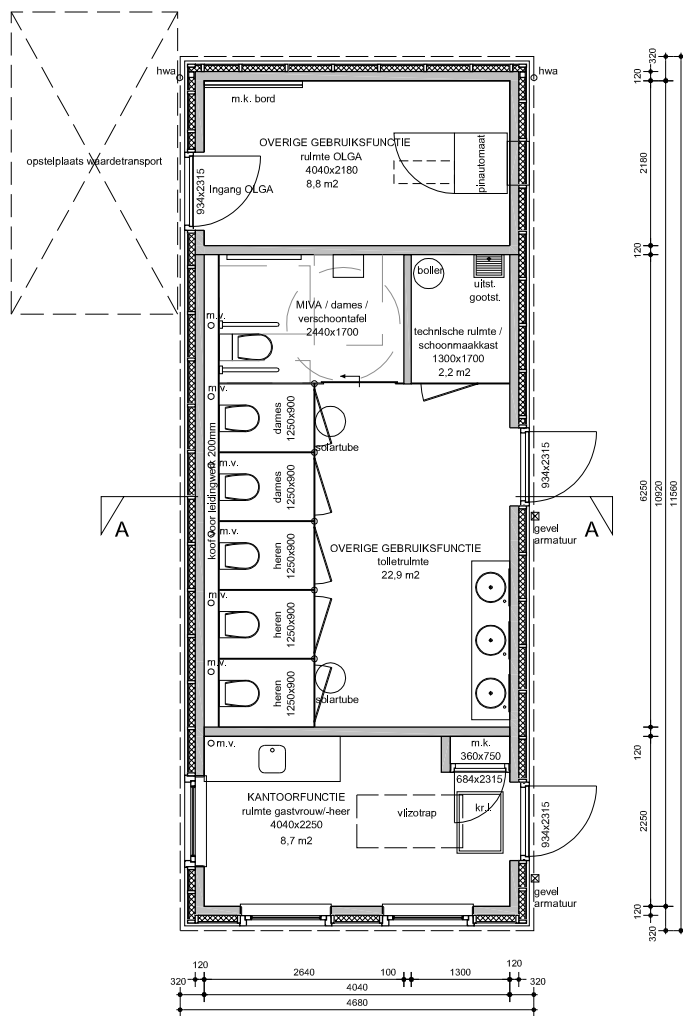 hwa
hwa
m.k. bord
opstelplaats waardetransport
OVERIGE GEBRUIKSFUNCTIE
ruimte OLGA
4040x2180
8,8 m2
pinautomaat
934x2315
Ingang OLGA
boiler
uitst.
gootst.
MIVA / dames /
verschoontafel
2440x1700
technische ruimte /
schoonmaakkast
1300x1700
2,2 m2
m.v.
m.v.
dames
1250x900
solartube
koof voor leidingwerk 200mm
m.v.
dames
1250x900
934x2315
A
A
gevel
armatuur
m.v.
heren
1250x900
OVERIGE GEBRUIKSFUNCTIE
toiletruimte
22,9 m2
m.v.
heren
1250x900
m.v.
heren
1250x900
solartube
m.v.
m.k.
360x750
684x2315
KANTOORFUNCTIE
ruimte gastvrouw/-heer
4040x2250
8,7 m2
vlizotrap
kr.l.
934x2315
gevel
armatuur
320
120
2180
120
6250
10920
11560
120
2250
120
320
120
2640
100
1300
120
320
4040
320
4680